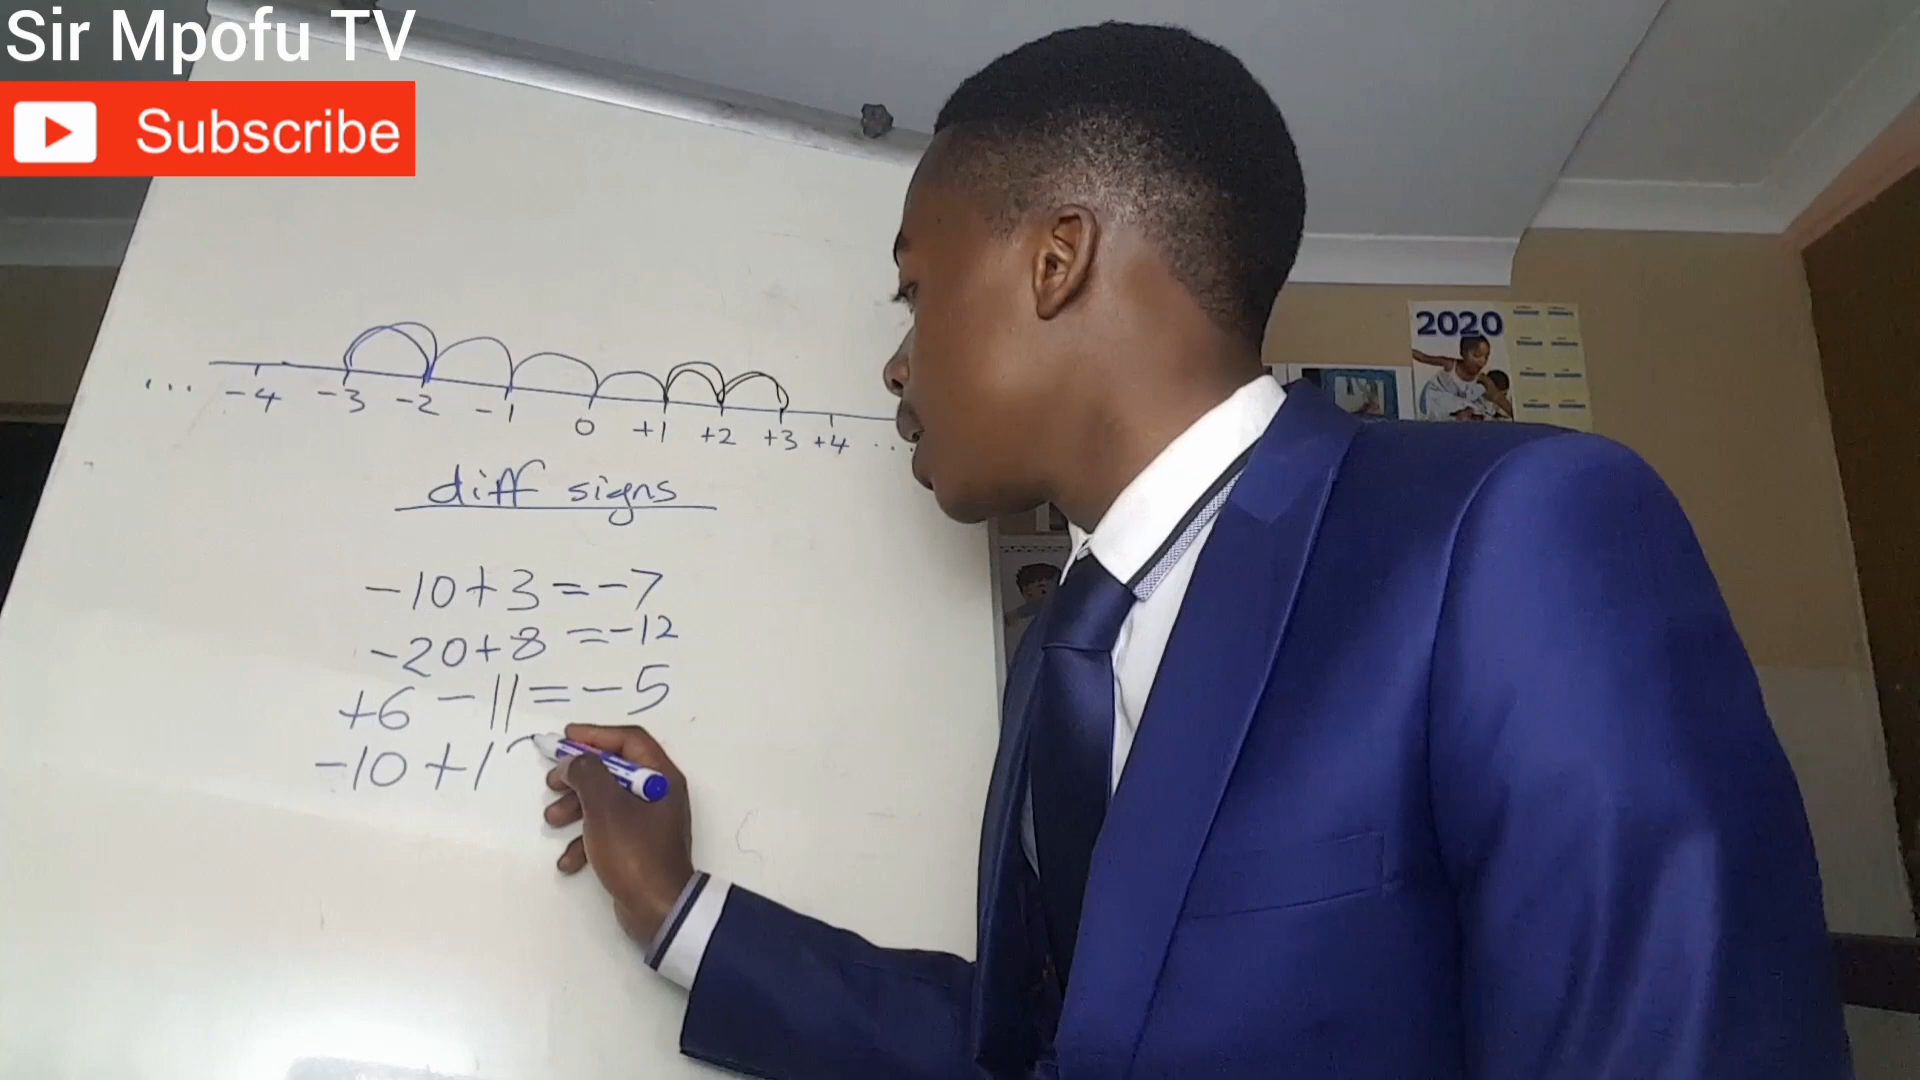 Sir Mpofu TV
Subscribe
2020
... -4 -3 -2 -1 0 +1 +2 +3 +4 ...
diff signs
-10+3=-7
-20+8=-12
+6-11=-5
-10+1